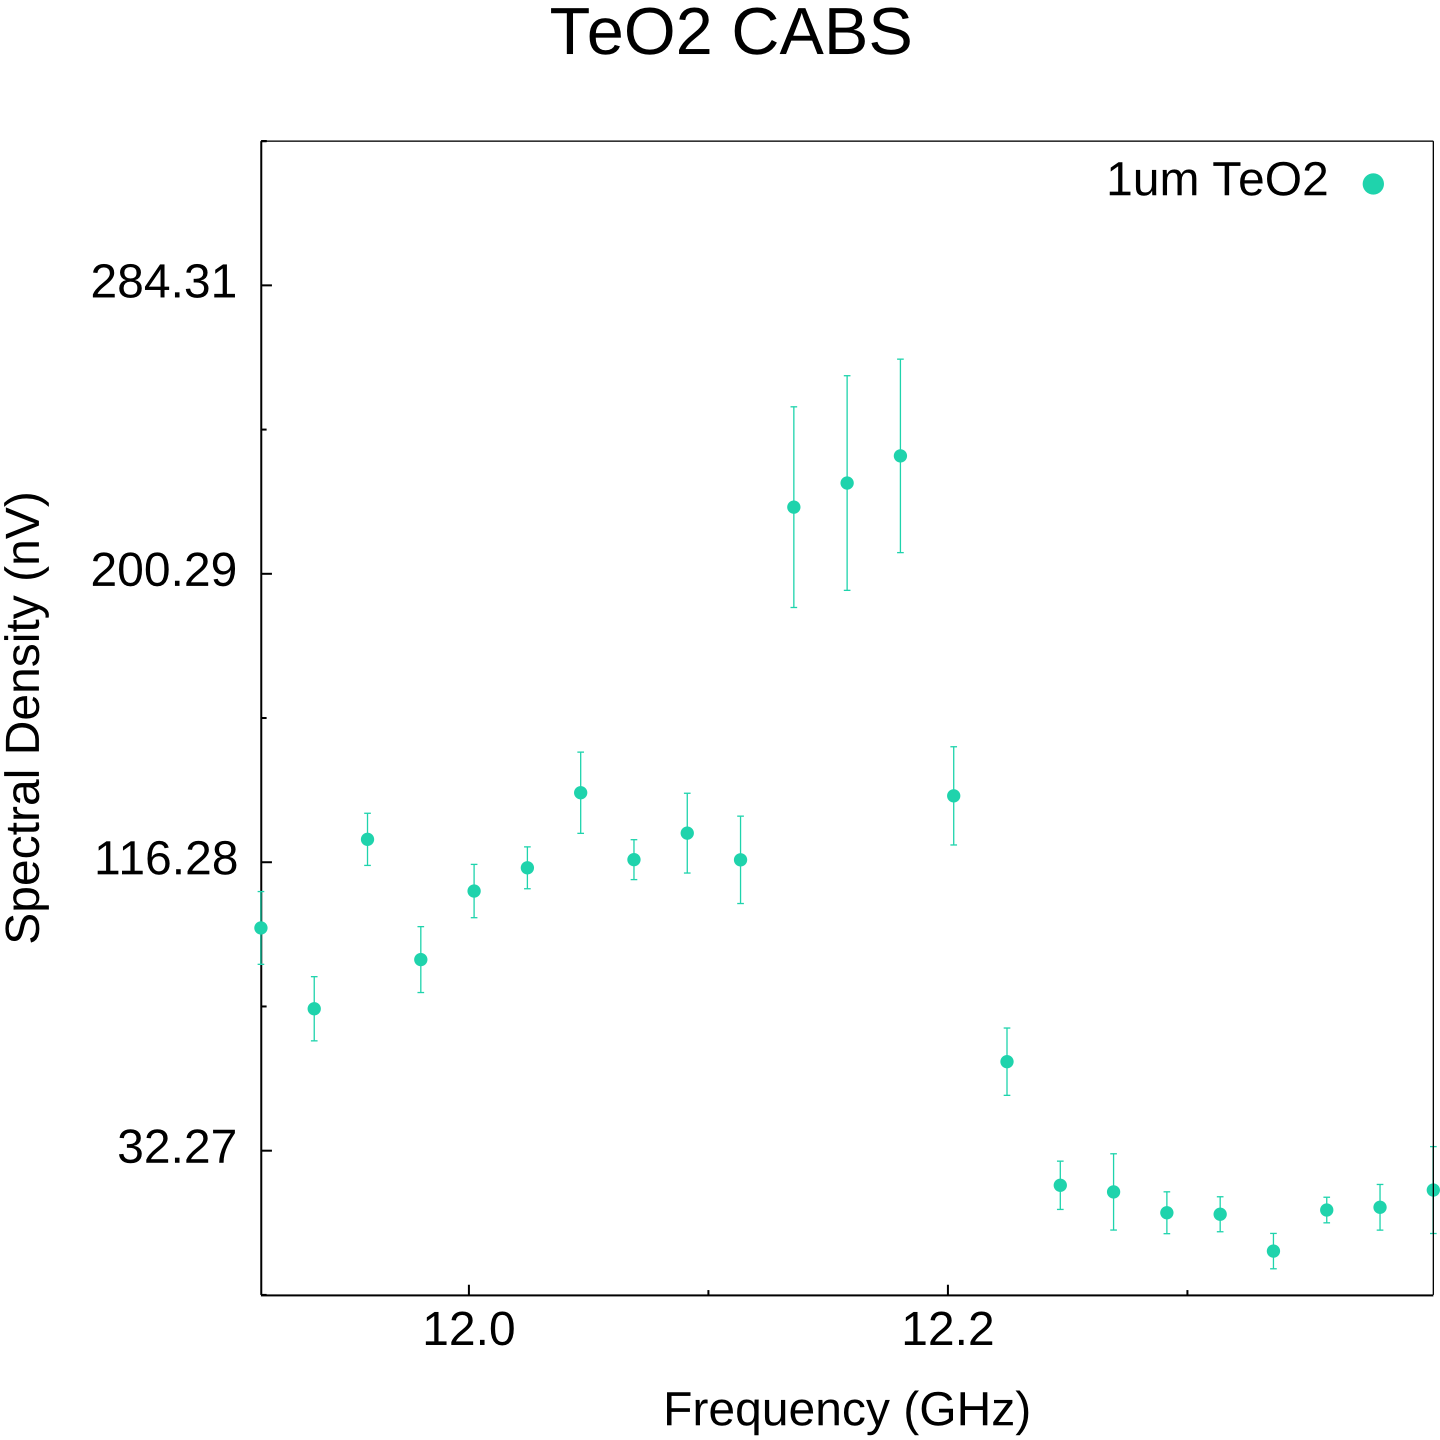 TeO2 CABS
1um TeO2
284.31
200.29
116.28
32.27
Spectral Density (nV)
12.0
12.2
Frequency (GHz)